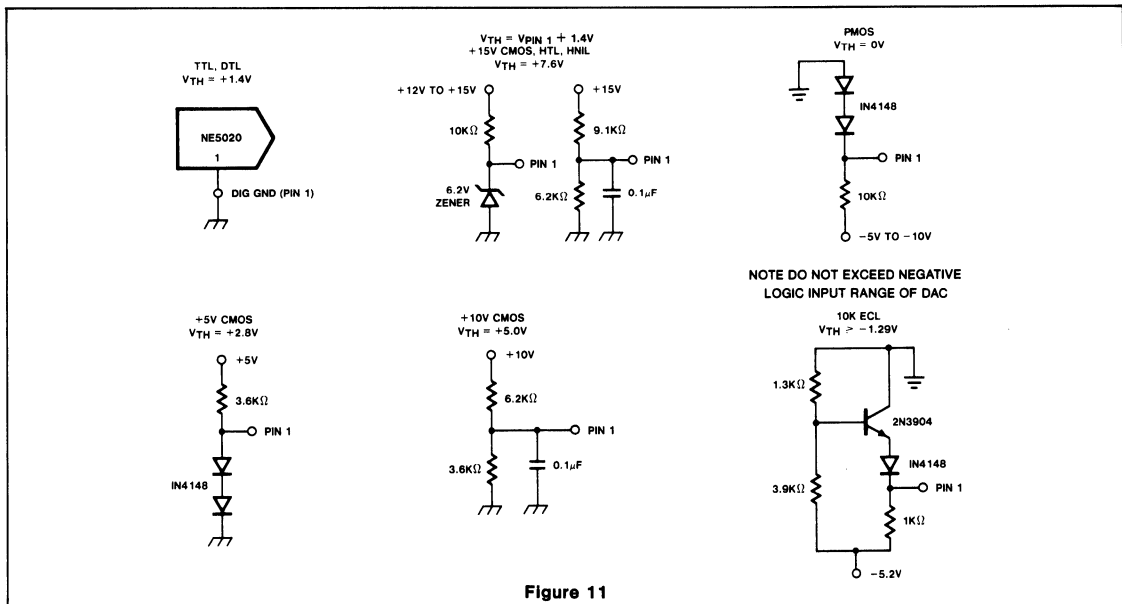 TTL, DTL
VTH = +1.4V
NE5020
1
DIG GND (PIN 1)
VTH = VPIN 1 + 1.4V
+15V CMOS, HTL, HNIL
VTH = +7.6V
+12V TO +15V
10KΩ
PIN 1
6.2V
ZENER
+15V
9.1KΩ
PIN 1
6.2KΩ
0.1μF
PMOS
VTH = 0V
IN4148
PIN 1
10KΩ
−5V TO −10V
NOTE DO NOT EXCEED NEGATIVE
LOGIC INPUT RANGE OF DAC
+5V CMOS
VTH = +2.8V
+5V
3.6KΩ
PIN 1
IN4148
+10V CMOS
VTH = +5.0V
+10V
6.2KΩ
PIN 1
3.6KΩ
0.1μF
10K ECL
VTH > −1.29V
1.3KΩ
2N3904
IN4148
3.9KΩ
PIN 1
1KΩ
−5.2V
Figure 11